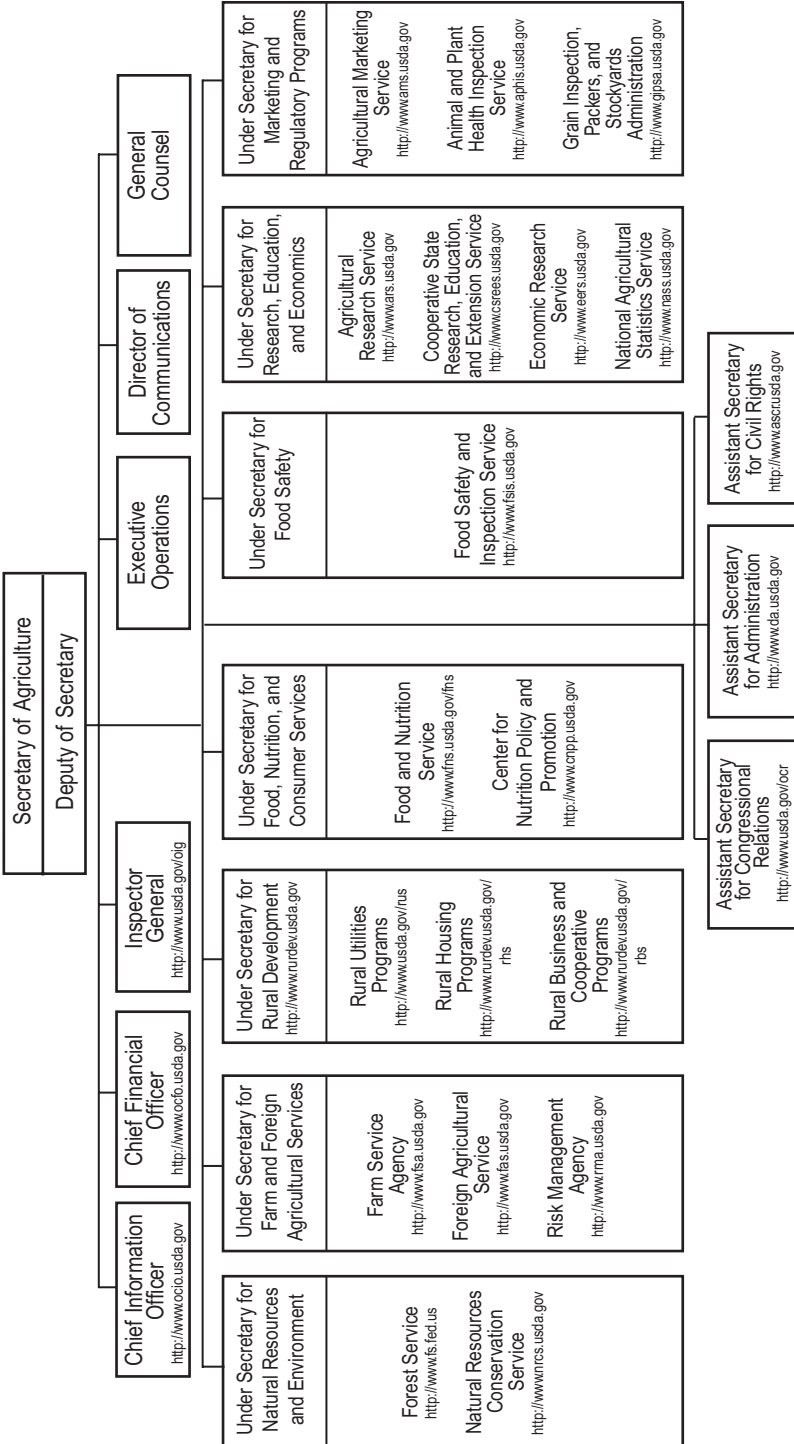 Secretary of Agriculture
Deputy of Secretary
Chief Information
Officer
http://www.ocio.usda.gov
Chief Financial
Officer
http://www.ocfo.usda.gov
Inspector
General
http://www.usda.gov/oig
Executive
Operations
Director of
Communications
General
Counsel
Under Secretary for
Natural Resources
and Environment
Forest Service
http://www.fs.fed.us
Natural Resources
Conservation
Service
http://www.nrcs.usda.gov
Under Secretary for
Farm and Foreign
Agricultural Services
Farm Service
Agency
http://www.fsa.usda.gov
Foreign Agricultural
Service
http://www.fas.usda.gov
Risk Management
Agency
http://www.rma.usda.gov
Under Secretary for
Rural Development
http://www.rurdev.usda.gov
Rural Utilities
Programs
http://www.usda.gov/rus
Rural Housing
Programs
http://www.rurdev.usda.gov/
rhs
Rural Business and
Cooperative
Programs
http://www.rurdev.usda.gov/
rbs
Under Secretary for
Food, Nutrition, and
Consumer Services
Food and Nutrition
Service
http://www.fns.usda.gov/fns
Center for
Nutrition Policy and
Promotion
http://www.cnpp.usda.gov
Under Secretary for
Food Safety
Food Safety and
Inspection Service
http://www.fsis.usda.gov
Under Secretary for
Research, Education,
and Economics
Agricultural
Research Service
http://www.ars.usda.gov
Cooperative State
Research, Education,
and Extension Service
http://www.csrees.usda.gov
Economic Research
Service
http://www.eers.usda.gov
National Agricultural
Statistics Service
http://www.nass.usda.gov
Under Secretary for
Marketing and
Regulatory Programs
Agricultural Marketing
Service
http://www.ams.usda.gov
Animal and Plant
Health Inspection
Service
http://www.aphis.usda.gov
Grain Inspection,
Packers, and
Stockyards
Administration
http://www.gipsa.usda.gov
Assistant Secretary
for Congressional
Relations
http://www.usda.gov/ocr
Assistant Secretary
for Administration
http://www.da.usda.gov
Assistant Secretary
for Civil Rights
http://www.ascr.usda.gov